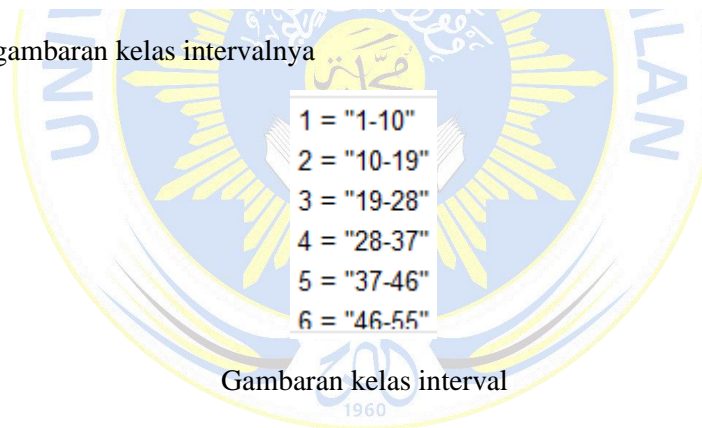 gambaran kelas intervalnya
1 = "1-10"
2 = "10-19"
3 = "19-28"
4 = "28-37"
5 = "37-46"
6 = "46-55"
Gambaran kelas interval
1960